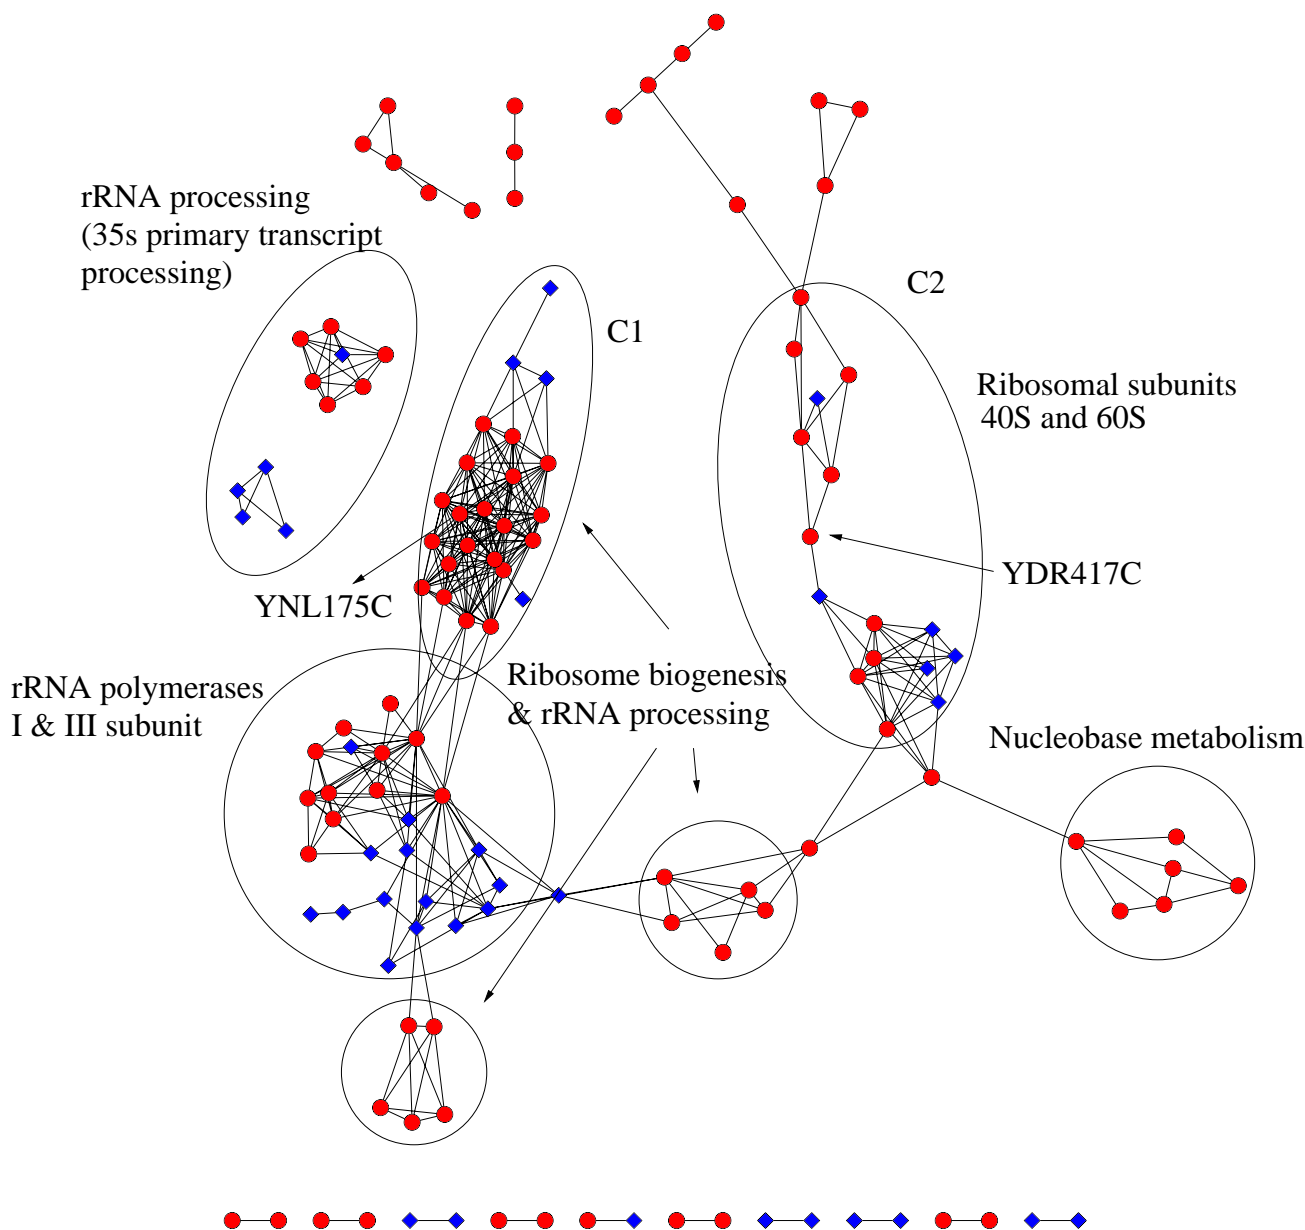 rRNA processing
(35s primary transcript
processing)
C1
C2
Ribosomal subunits
40S and 60S
YNL175C
YDR417C
rRNA polymerases
I & III subunit
Ribosome biogenesis
& rRNA processing
Nucleobase metabolism